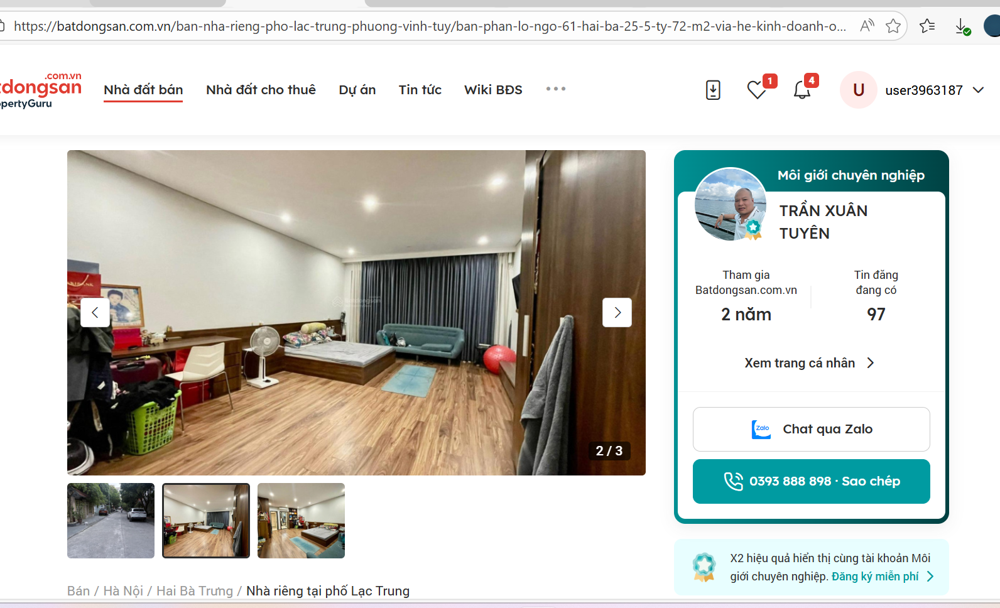 https://batdongsan.com.vn/ban-nha-rieng-pho-lac-trung-phuong-vinh-tuy/ban-phan-lo-ngo-61-hai-ba-25-5-ty-72-m2-via-he-kinh-doanh-o...
.com.vn
tdongsan
opertyGuru
Nhà đất bán
Nhà đất cho thuê
Dự án
Tin tức
Wiki BĐS
1
4
U
user3963187
Môi giới chuyên nghiệp
TRẦN XUÂN
TUYÊN
Tham gia
Batdongsan.com.vn
2 năm
Tin đăng
đang có
97
Xem trang cá nhân
Zalo
Chat qua Zalo
0393 888 898 · Sao chép
Batdongsan
2 / 3
X2 hiệu quả hiển thị cùng tài khoản Môi
giới chuyên nghiệp. Đăng ký miễn phí
Bán / Hà Nội / Hai Bà Trưng / Nhà riêng tại phố Lạc Trung